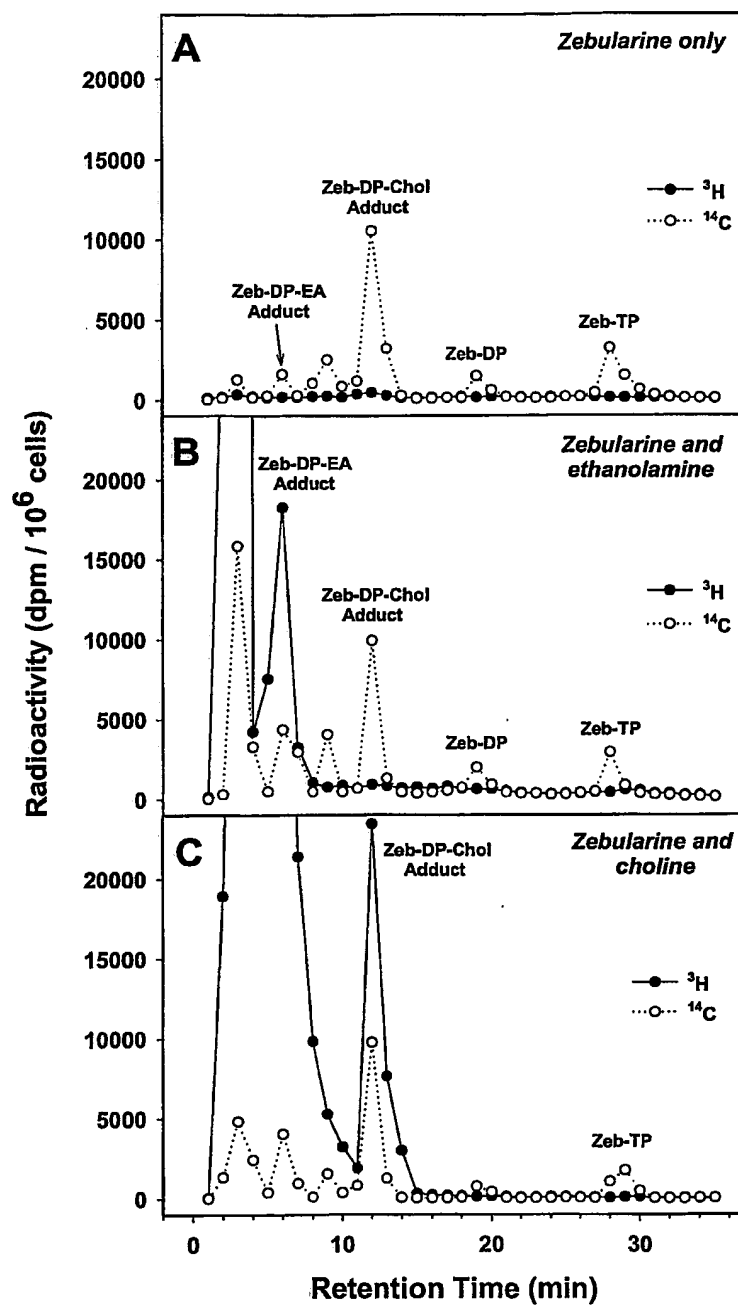 A
Zebularine only
20000
15000
10000
5000
0
Zeb-DP-Chol
Adduct
³H
¹⁴C
Zeb-DP-EA
Adduct
Zeb-DP
Zeb-TP
B
Zebularine and
ethanolamine
Zeb-DP-EA
Adduct
20000
15000
10000
5000
0
Zeb-DP-Chol
Adduct
³H
¹⁴C
Zeb-DP
Zeb-TP
C
Zebularine and
choline
Zeb-DP-Chol
Adduct
20000
15000
10000
5000
0
³H
¹⁴C
Zeb-TP
0 10 20 30
Retention Time (min)
Radioactivity (dpm / 10⁶ cells)